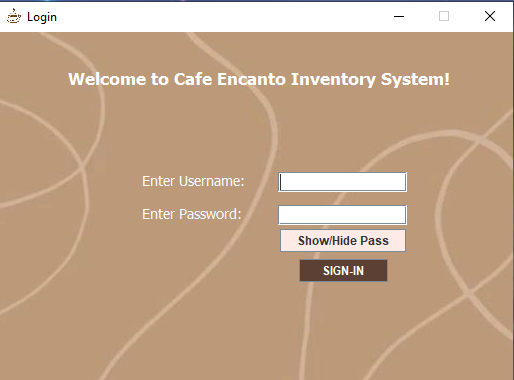 Login
Welcome to Cafe Encanto Inventory System!
Enter Username:
Enter Password:
Show/Hide Pass
SIGN-IN